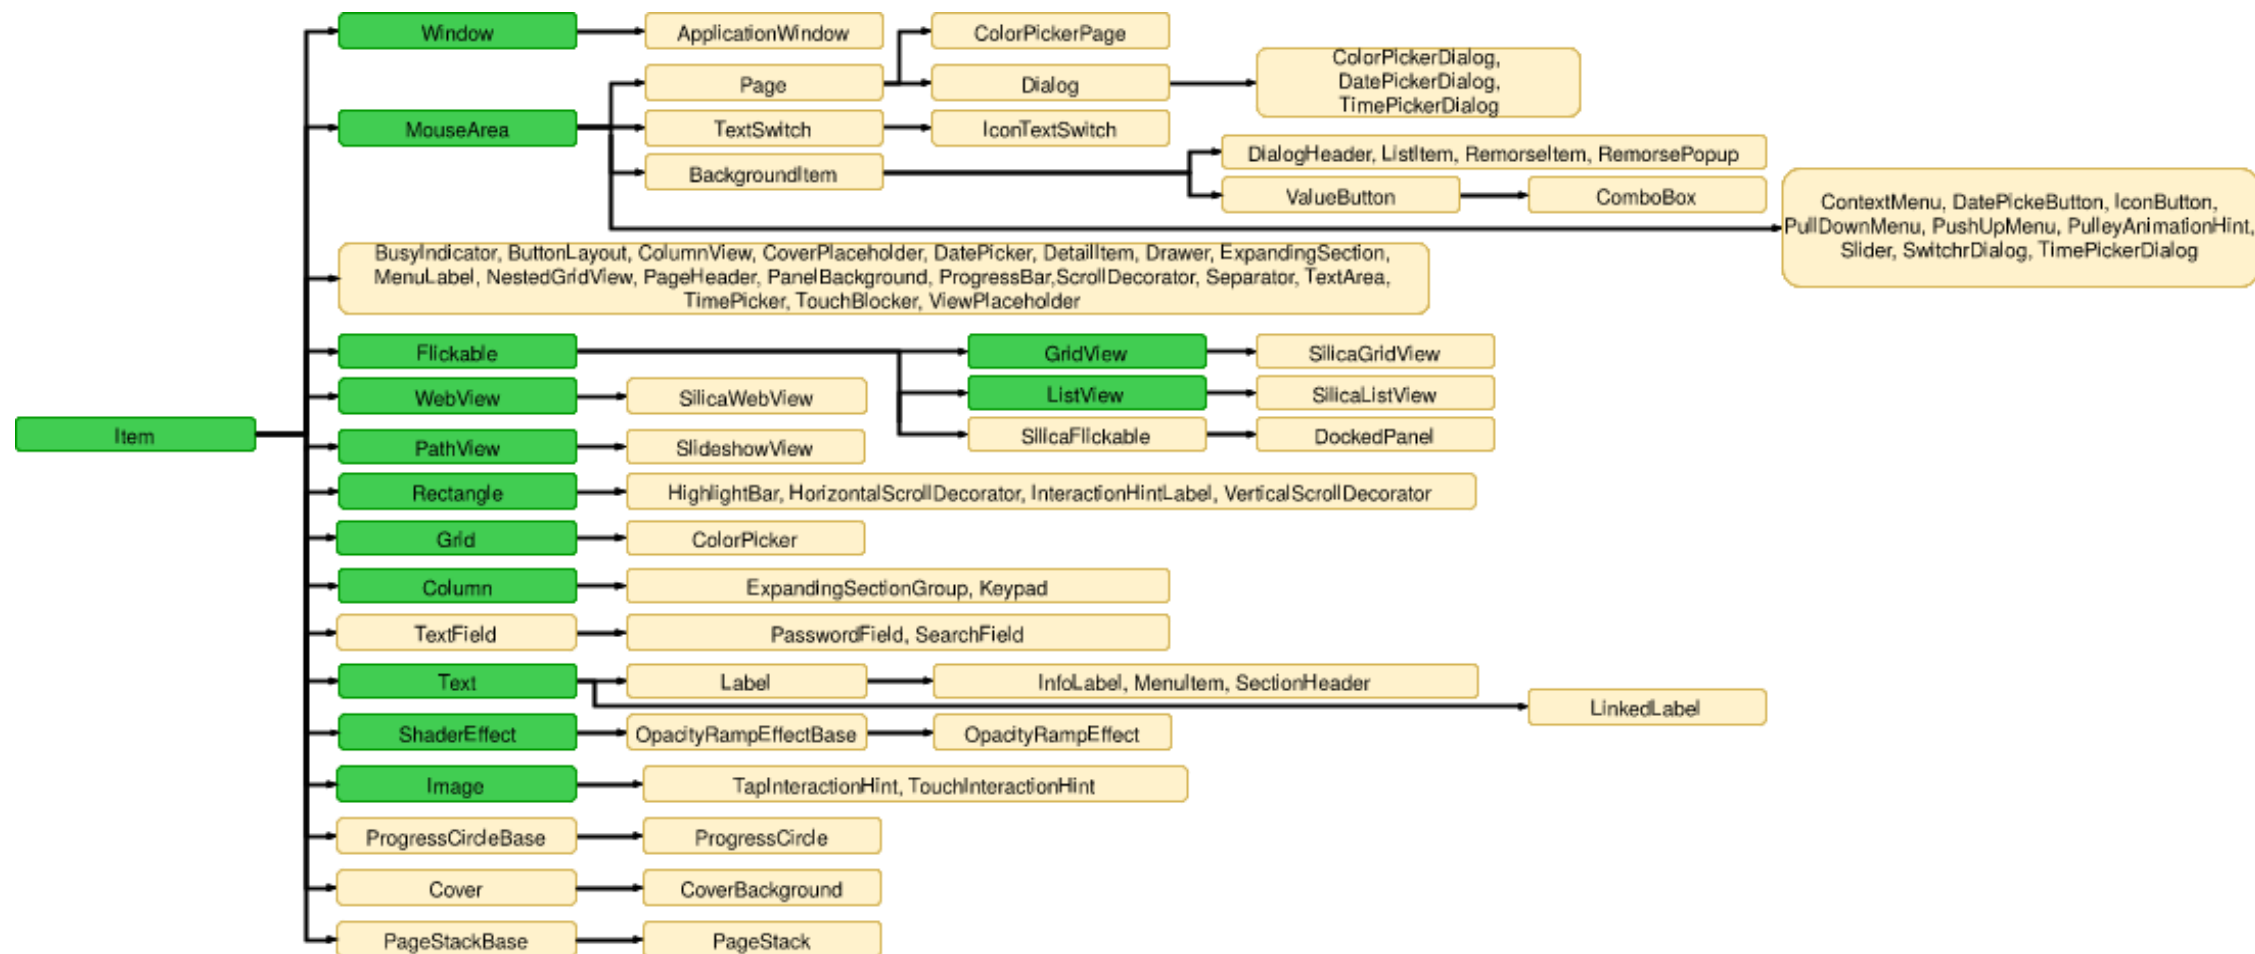 Window
ApplicationWindow
ColorPickerPage
Page
Dialog
ColorPickerDialog,
DatePickerDialog,
TimePickerDialog
MouseArea
TextSwitch
IconTextSwitch
BackgroundItem
DialogHeader, ListItem, RemorseItem, RemorsePopup
ValueButton
ComboBox
ContextMenu, DatePickeButton, IconButton,
PullDownMenu, PushUpMenu, PulleyAnimationHint,
Slider, SwitchrDialog, TimePickerDialog
BusyIndicator, ButtonLayout, ColumnView, CoverPlaceholder, DatePicker, DetailItem, Drawer, ExpandingSection,
MenuLabel, NestedGridView, PageHeader, PanelBackground, ProgressBar,ScrollDecorator, Separator, TextArea,
TimePicker, TouchBlocker, ViewPlaceholder
Flickable
GridView
SilicaGridView
WebView
SilicaWebView
ListView
SilicaListView
Item
PathView
SlideshowView
SilicaFlickable
DockedPanel
Rectangle
HighlightBar, HorizontalScrollDecorator, InteractionHintLabel, VerticalScrollDecorator
Grid
ColorPicker
Column
ExpandingSectionGroup, Keypad
TextField
PasswordField, SearchField
Text
Label
InfoLabel, MenuItem, SectionHeader
LinkedLabel
ShaderEffect
OpacityRampEffectBase
OpacityRampEffect
Image
TapInteractionHint, TouchInteractionHint
ProgressCircleBase
ProgressCircle
Cover
CoverBackground
PageStackBase
PageStack